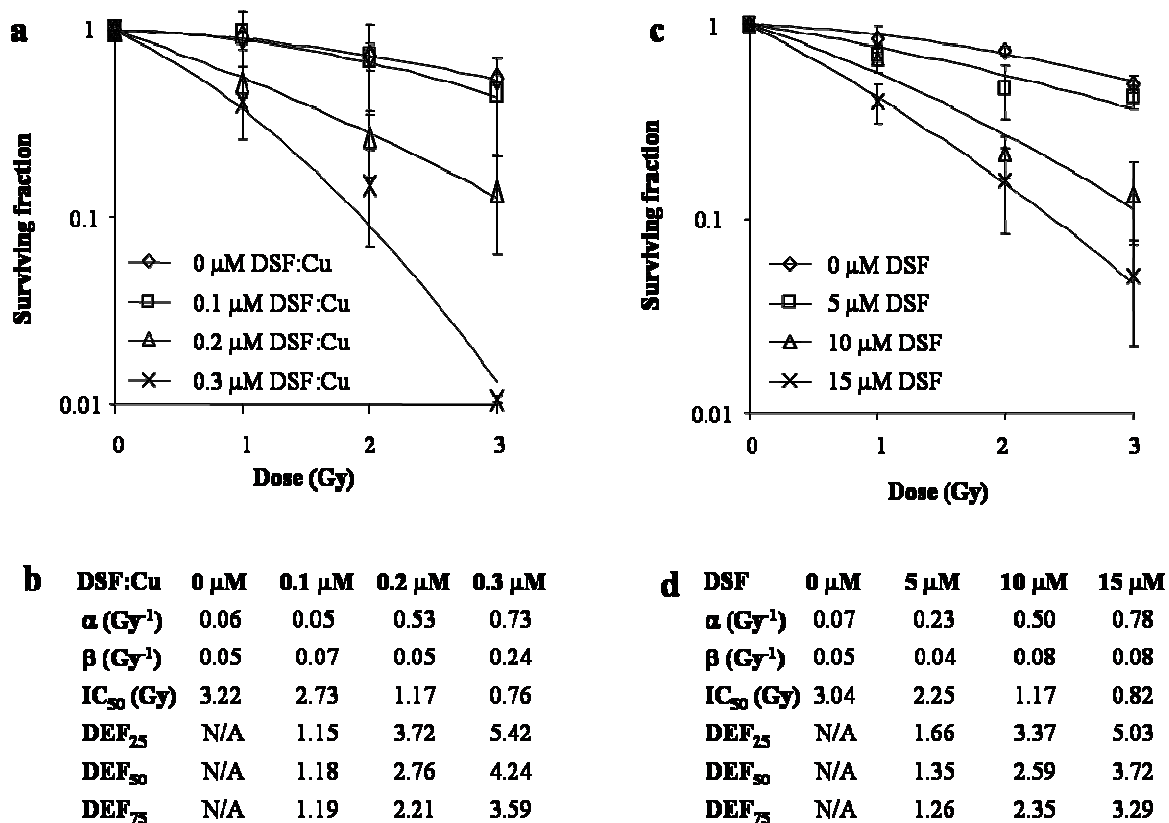 a
1
0.1
0.01
Surviving fraction
0 μM DSF:Cu
0.1 μM DSF:Cu
0.2 μM DSF:Cu
0.3 μM DSF:Cu
0 1 2 3
Dose (Gy)
c
1
0.1
0.01
Surviving fraction
0 μM DSF
5 μM DSF
10 μM DSF
15 μM DSF
0 1 2 3
Dose (Gy)
b DSF:Cu 0 μM 0.1 μM 0.2 μM 0.3 μM
α (Gy⁻¹) 0.06 0.05 0.53 0.73
β (Gy⁻¹) 0.05 0.07 0.05 0.24
IC₅₀ (Gy) 3.22 2.73 1.17 0.76
DEF₂₅ N/A 1.15 3.72 5.42
DEF₅₀ N/A 1.18 2.76 4.24
DEF₇₅ N/A 1.19 2.21 3.59
d DSF 0 μM 5 μM 10 μM 15 μM
α (Gy⁻¹) 0.07 0.23 0.50 0.78
β (Gy⁻¹) 0.05 0.04 0.08 0.08
IC₅₀ (Gy) 3.04 2.25 1.17 0.82
DEF₂₅ N/A 1.66 3.37 5.03
DEF₅₀ N/A 1.35 2.59 3.72
DEF₇₅ N/A 1.26 2.35 3.29